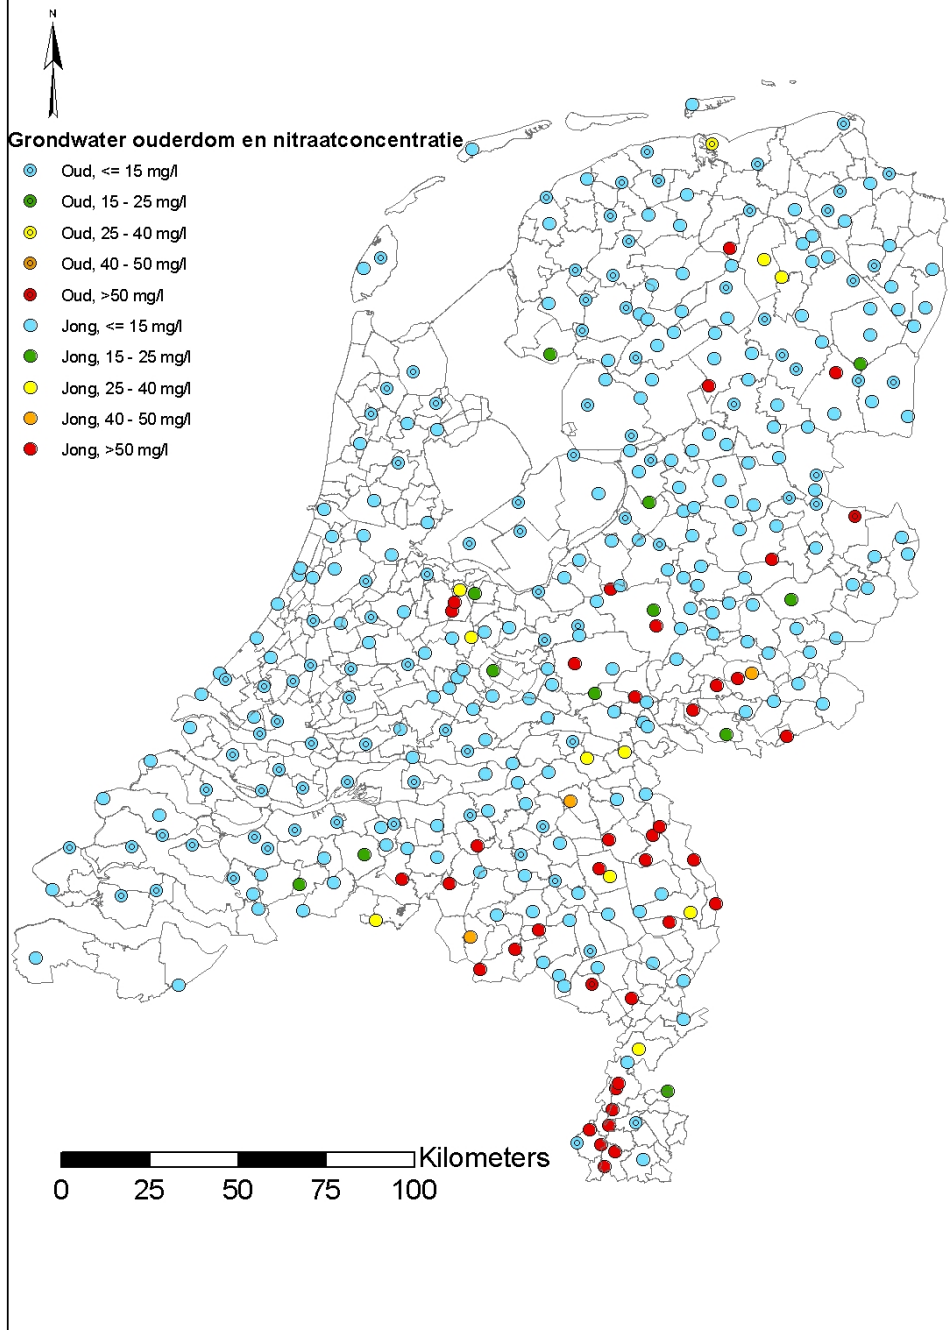 N
Grondwater ouderdom en nitraatconcentratie
Oud, <= 15 mg/l
Oud, 15 - 25 mg/l
Oud, 25 - 40 mg/l
Oud, 40 - 50 mg/l
Oud, >50 mg/l
Jong, <= 15 mg/l
Jong, 15 - 25 mg/l
Jong, 25 - 40 mg/l
Jong, 40 - 50 mg/l
Jong, >50 mg/l
Kilometers
0 25 50 75 100